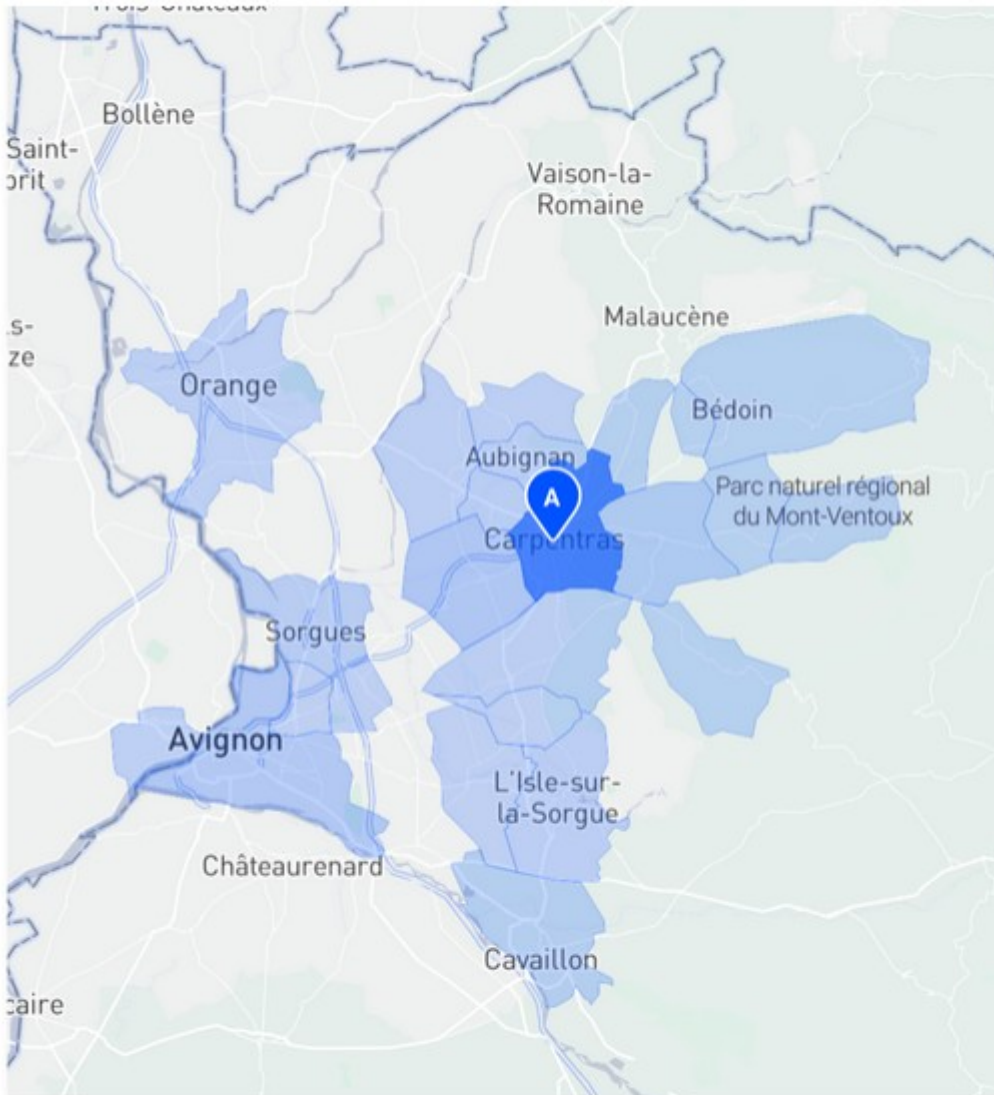 Bollène
Saint-
Vaison-la-
Romaine
Malaucène
Orange
Bédoin
Aubignan
Parc naturel régional
du Mont-Ventoux
A
Carpentras
Sorgues
Avignon
L'Isle-sur-
la-Sorgue
Châteaurenard
Cavaillon